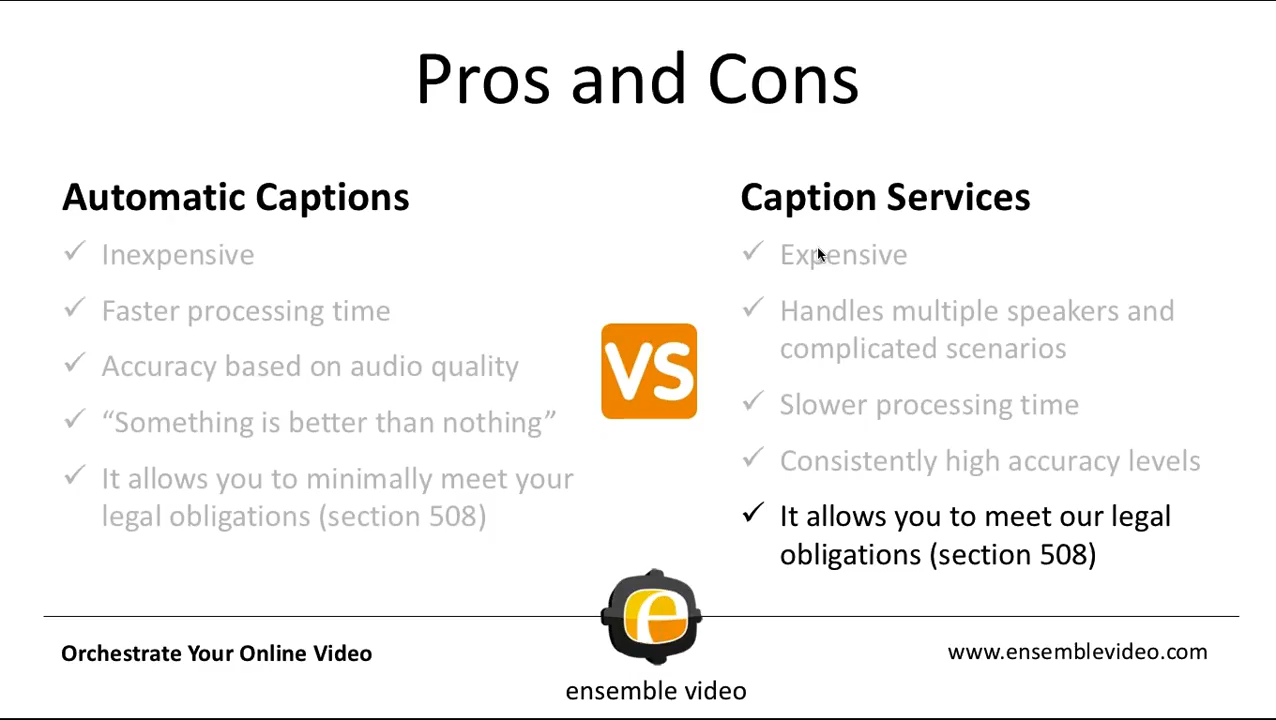 Pros and Cons
Automatic Captions
✓ Inexpensive
✓ Faster processing time
✓ Accuracy based on audio quality
✓ “Something is better than nothing”
✓ It allows you to minimally meet your
legal obligations (section 508)
VS
Caption Services
✓ Expensive
✓ Handles multiple speakers and
complicated scenarios
✓ Slower processing time
✓ Consistently high accuracy levels
✓ It allows you to meet our legal
obligations (section 508)
Orchestrate Your Online Video
e
ensemble video
www.ensemblevideo.com